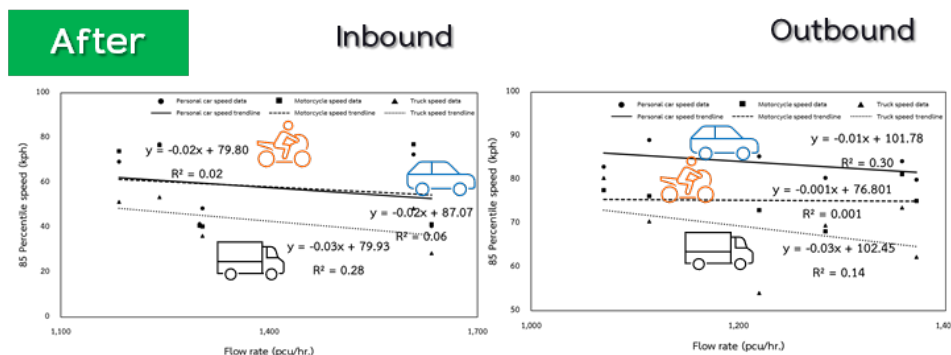 After
Inbound
Outbound
Personal car speed data
Motorcycle speed data
Truck speed data
Personal car speed trendline
Motorcycle speed trendline
Truck speed trendline
100
80
60
40
20
0
85 Percentile speed (kph)
y = -0.02x + 79.80
R² = 0.02
y = -0.02x + 87.07
R² = 0.06
y = -0.03x + 79.93
R² = 0.28
1,100
1,400
1,700
Flow rate (pcu/hr.)
Personal car speed data
Motorcycle speed data
Truck speed data
Personal car speed trendline
Motorcycle speed trendline
Truck speed trendline
100
90
80
70
60
50
85 Percentile speed (kph)
y = -0.01x + 101.78
R² = 0.30
y = -0.001x + 76.801
R² = 0.001
y = -0.03x + 102.45
R² = 0.14
1,000
1,200
1,40
Flow rate (pcu/hr.)